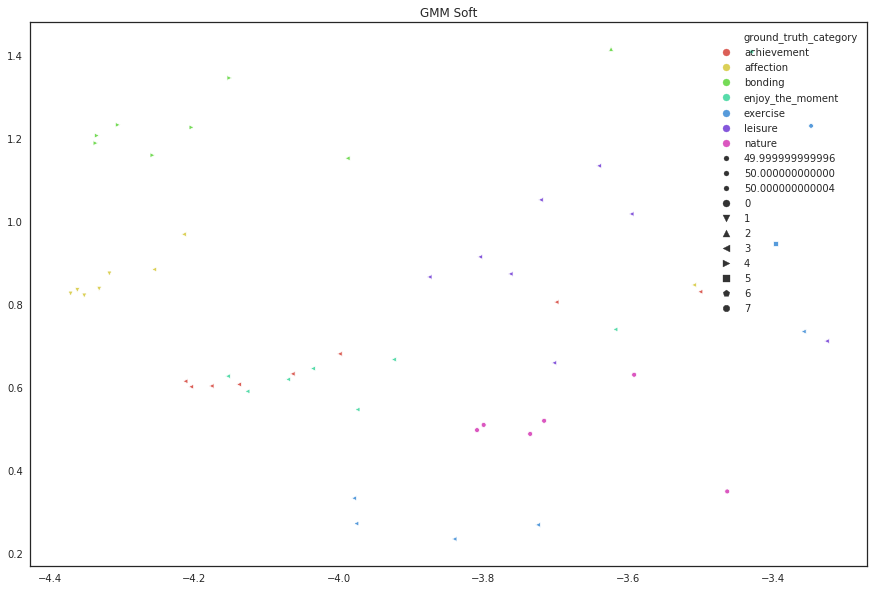 GMM Soft
1.4
1.2
1.0
0.8
0.6
0.4
0.2
−4.4
−4.2
−4.0
−3.8
−3.6
−3.4
ground_truth_category
achievement
affection
bonding
enjoy_the_moment
exercise
leisure
nature
49.999999999996
50.000000000000
50.000000000004
0
1
2
3
4
5
6
7